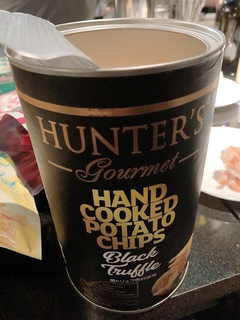 HUNTER'S
Gourmet
HAND
COOKED
POTATO
CHIPS
Black
Truffle